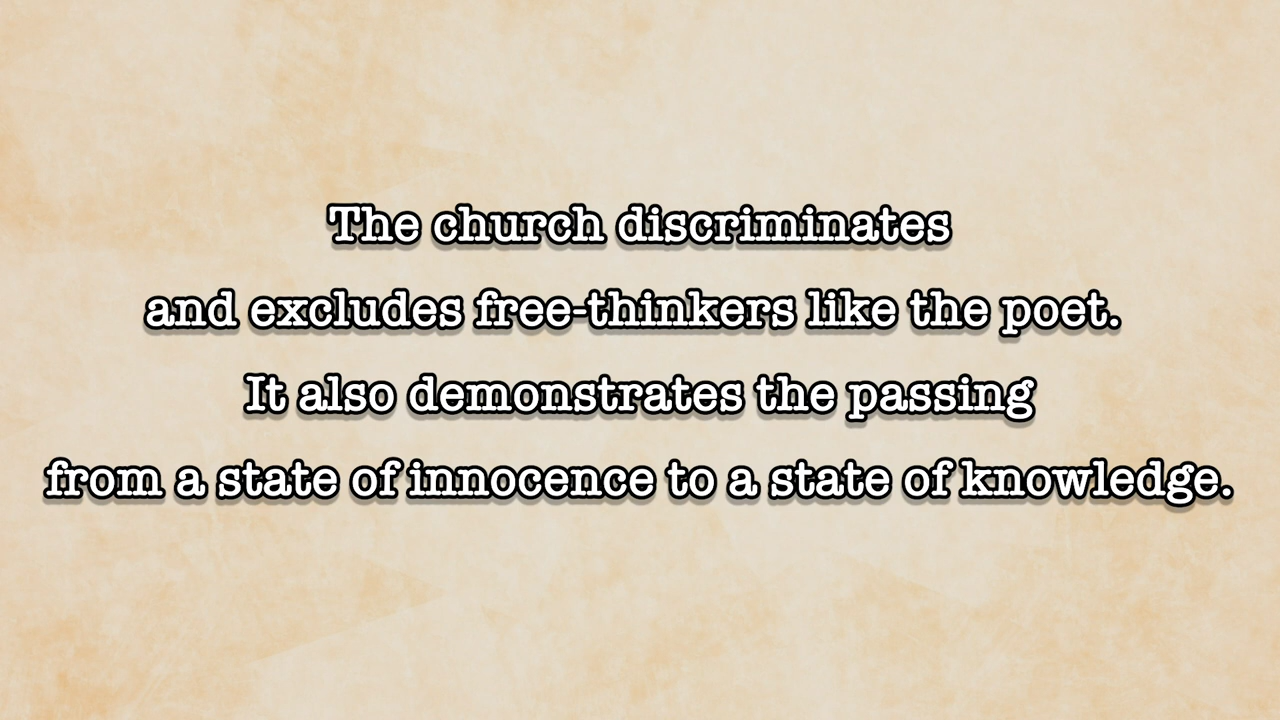 The church discriminates
and excludes free-thinkers like the poet.
It also demonstrates the passing
from a state of innocence to a state of knowledge.